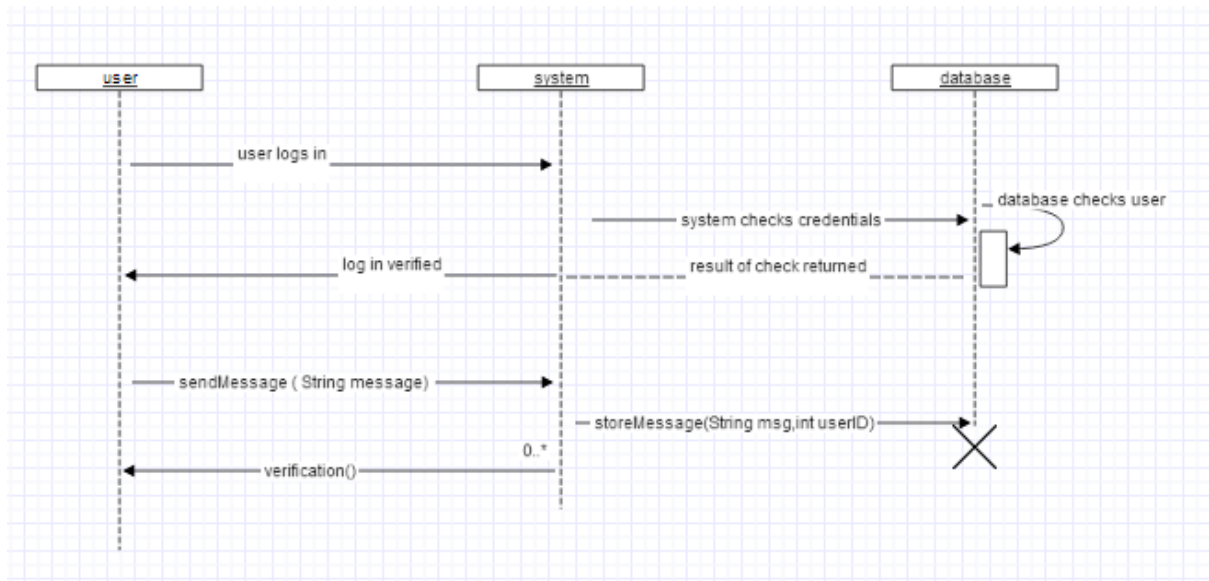 user
system
database
user logs in
database checks user
system checks credentials
log in verified
result of check returned
sendMessage ( String message)
storeMessage(String msg,int userID)
0..*
verification()